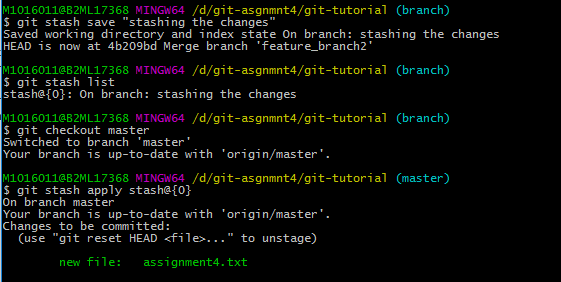 M1016011@B2ML17368 MINGW64 /d/git-asgnmnt4/git-tutorial (branch)
$ git stash save "stashing the changes"
Saved working directory and index state On branch: stashing the changes
HEAD is now at 4b209bd Merge branch 'feature_branch2'
M1016011@B2ML17368 MINGW64 /d/git-asgnmnt4/git-tutorial (branch)
$ git stash list
stash@{0}: On branch: stashing the changes
M1016011@B2ML17368 MINGW64 /d/git-asgnmnt4/git-tutorial (branch)
$ git checkout master
Switched to branch 'master'
Your branch is up-to-date with 'origin/master'.
M1016011@B2ML17368 MINGW64 /d/git-asgnmnt4/git-tutorial (master)
$ git stash apply stash@{0}
On branch master
Your branch is up-to-date with 'origin/master'.
Changes to be committed:
(use "git reset HEAD <file>..." to unstage)
new file: assignment4.txt